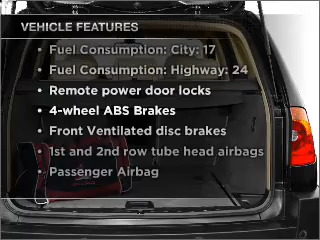 VEHICLE FEATURES
• Fuel Consumption: City: 17
• Fuel Consumption: Highway: 24
• Remote power door locks
• 4-wheel ABS Brakes
• Front Ventilated disc brakes
• 1st and 2nd row tube head airbags
• Passenger Airbag